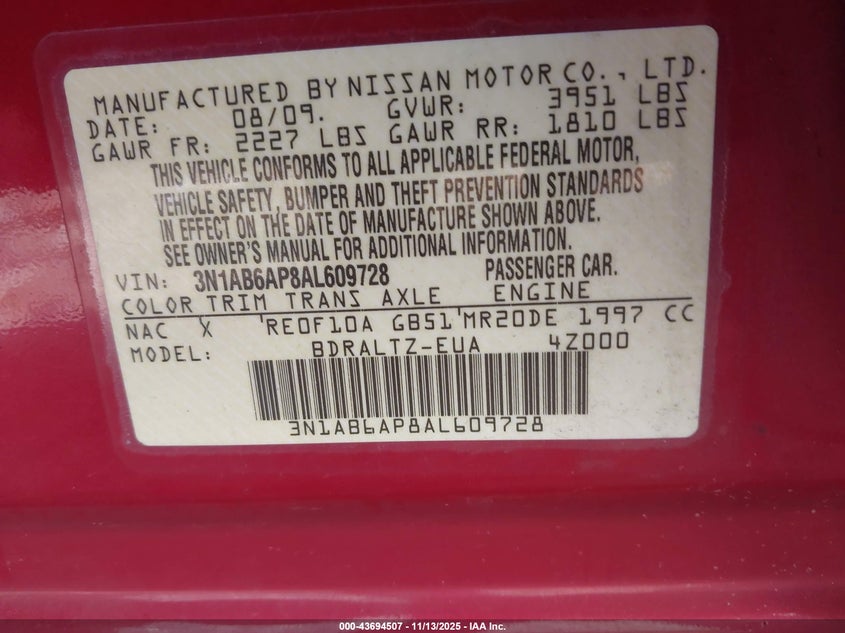 MANUFACTURED BY NISSAN MOTOR CO., LTD.
DATE: 08/09. GVWR: 3951 LBS
GAWR FR: 2227 LBS GAWR RR: 1810 LBS
THIS VEHICLE CONFORMS TO ALL APPLICABLE FEDERAL MOTOR,
VEHICLE SAFETY, BUMPER AND THEFT PREVENTION STANDARDS
IN EFFECT ON THE DATE OF MANUFACTURE SHOWN ABOVE.
SEE OWNER'S MANUAL FOR ADDITIONAL INFORMATION.
VIN: 3N1AB6AP8AL609728 PASSENGER CAR.
COLOR TRIM TRANS AXLE ENGINE
NAC X RE0F10A GB51 MR20DE 1997 CC
MODEL: BDRALTZ-EUA 4Z000
3N1AB6AP8AL609728
000-43694507 - 11/13/2025 - IAA Inc.